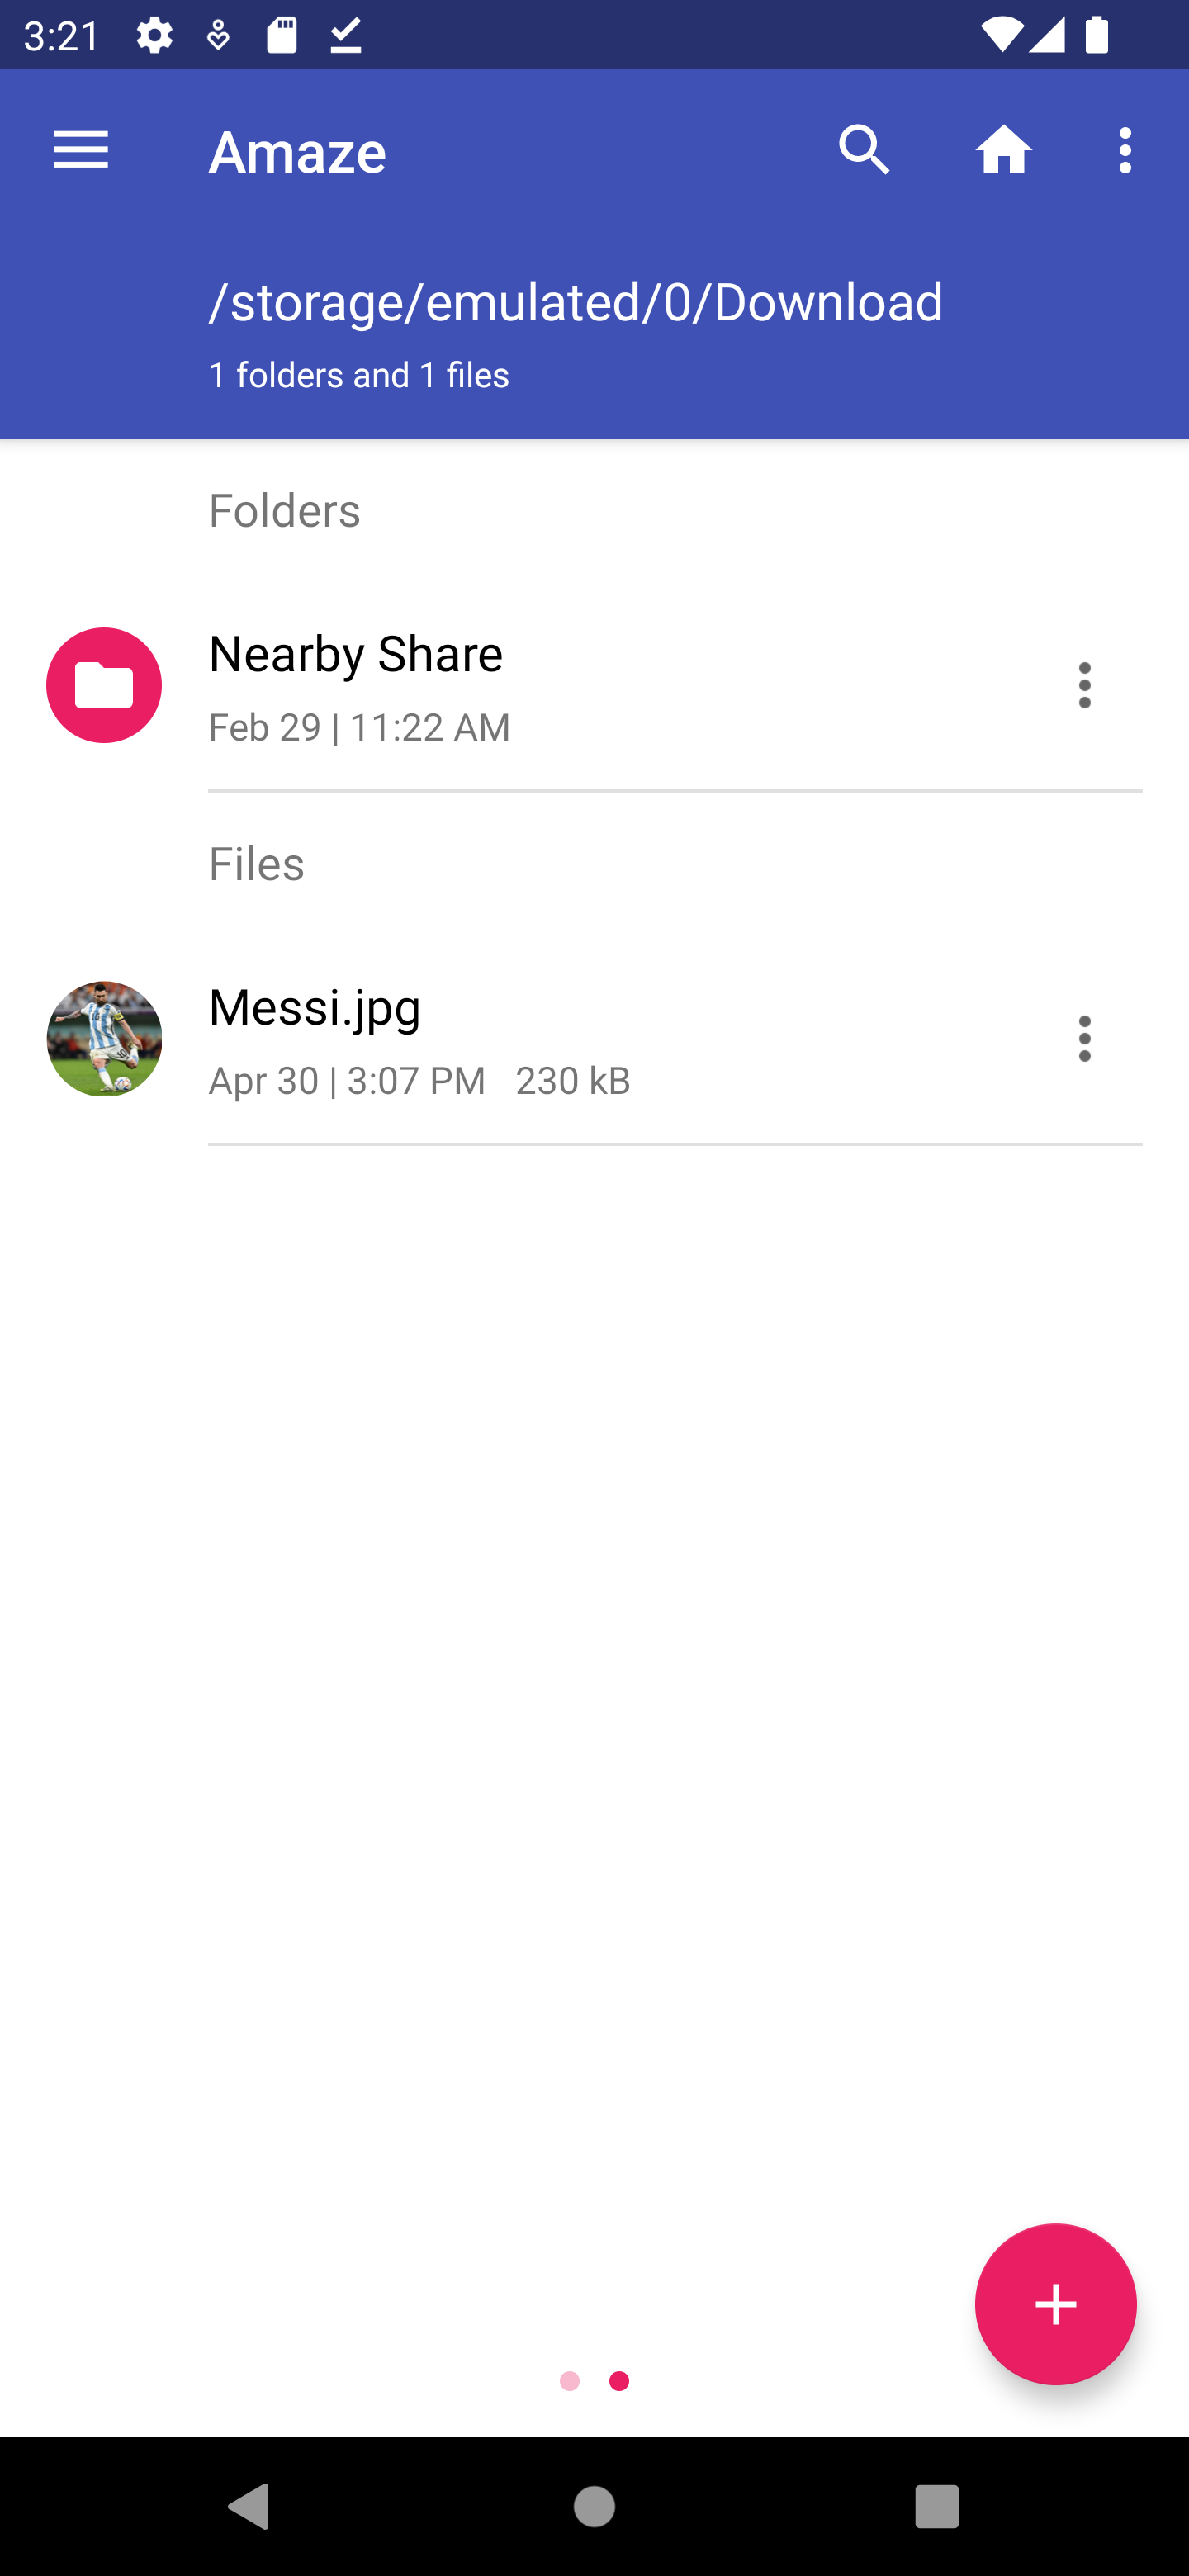 3:21
Amaze
/storage/emulated/0/Download
1 folders and 1 files
Folders
Nearby Share
Feb 29 | 11:22 AM
Files
Messi.jpg
Apr 30 | 3:07 PM 230 kB